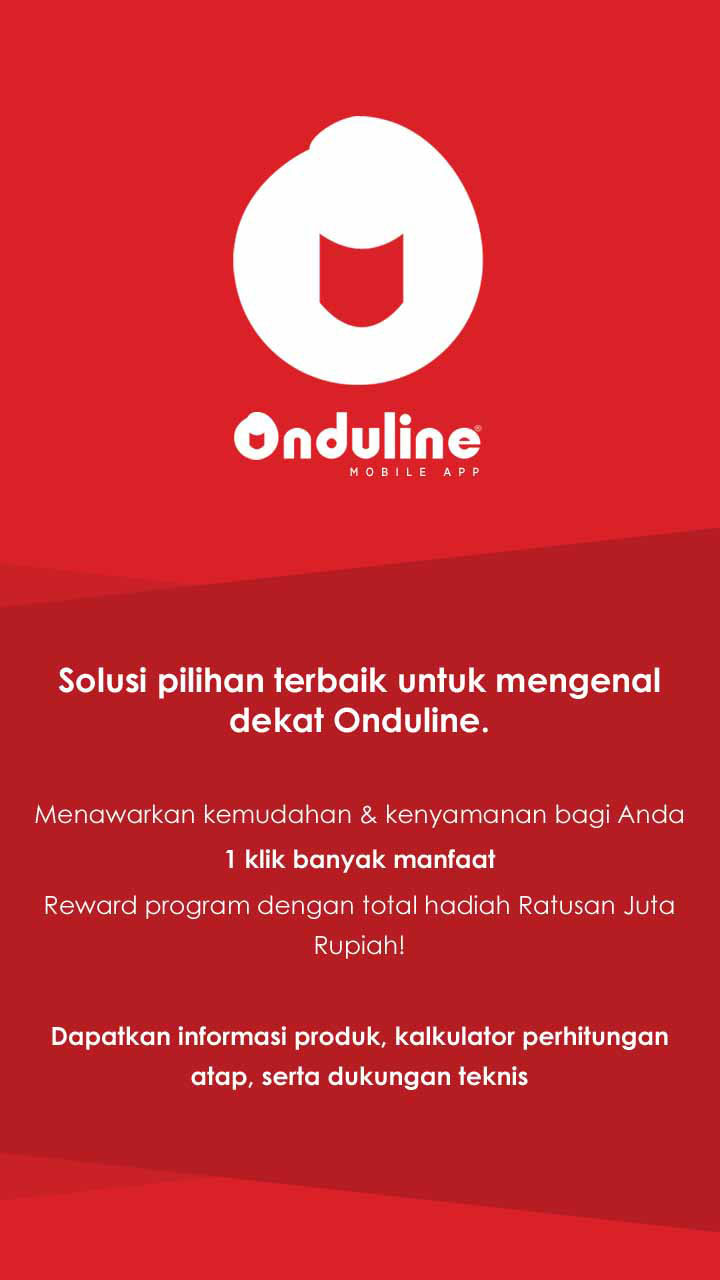 Onduline®
MOBILE APP
Solusi pilihan terbaik untuk mengenal
dekat Onduline.
Menawarkan kemudahan & kenyamanan bagi Anda
1 klik banyak manfaat
Reward program dengan total hadiah Ratusan Juta
Rupiah!
Dapatkan informasi produk, kalkulator perhitungan
atap, serta dukungan teknis